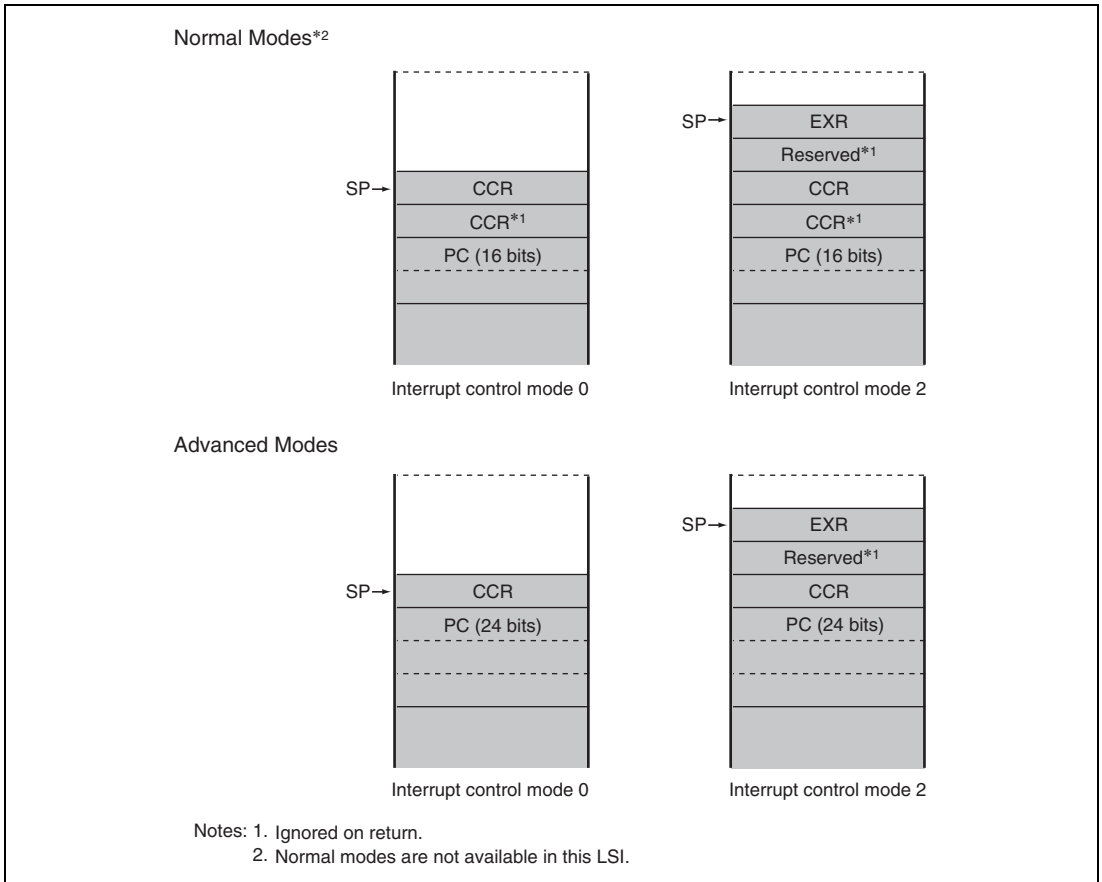 Normal Modes*2
SP→ CCR
CCR*1
PC (16 bits)
Interrupt control mode 0
SP→ EXR
Reserved*1
CCR
CCR*1
PC (16 bits)
Interrupt control mode 2
Advanced Modes
SP→ CCR
PC (24 bits)
Interrupt control mode 0
SP→ EXR
Reserved*1
CCR
PC (24 bits)
Interrupt control mode 2
Notes: 1. Ignored on return.
2. Normal modes are not available in this LSI.